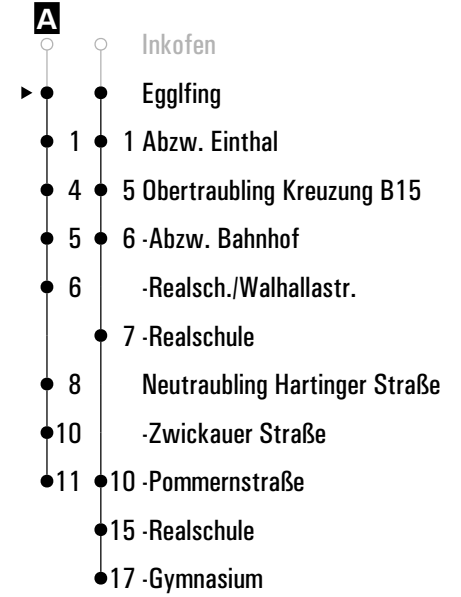 A
Inkofen
Egglfing
1 1 Abzw. Einthal
4 5 Obertraubling Kreuzung B15
5 6 -Abzw. Bahnhof
6 -Realsch./Walhallastr.
7 -Realschule
8 Neutraubling Hartinger Straße
10 -Zwickauer Straße
11 10 -Pommernstraße
15 -Realschule
17 -Gymnasium